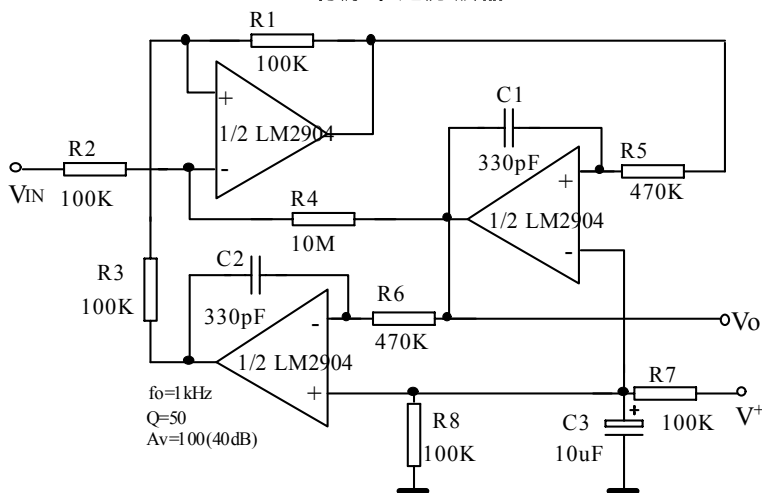 R1
100K
+
1/2 LM2904
-
C1
330pF
R5
470K
+
1/2 LM2904
-
R2
100K
VIN
R4
10M
R3
100K
C2
330pF
R6
470K
-
1/2 LM2904
+
Vo
fo=1kHz
Q=50
Av=100(40dB)
R8
100K
C3
10uF
+
R7
100K
V+